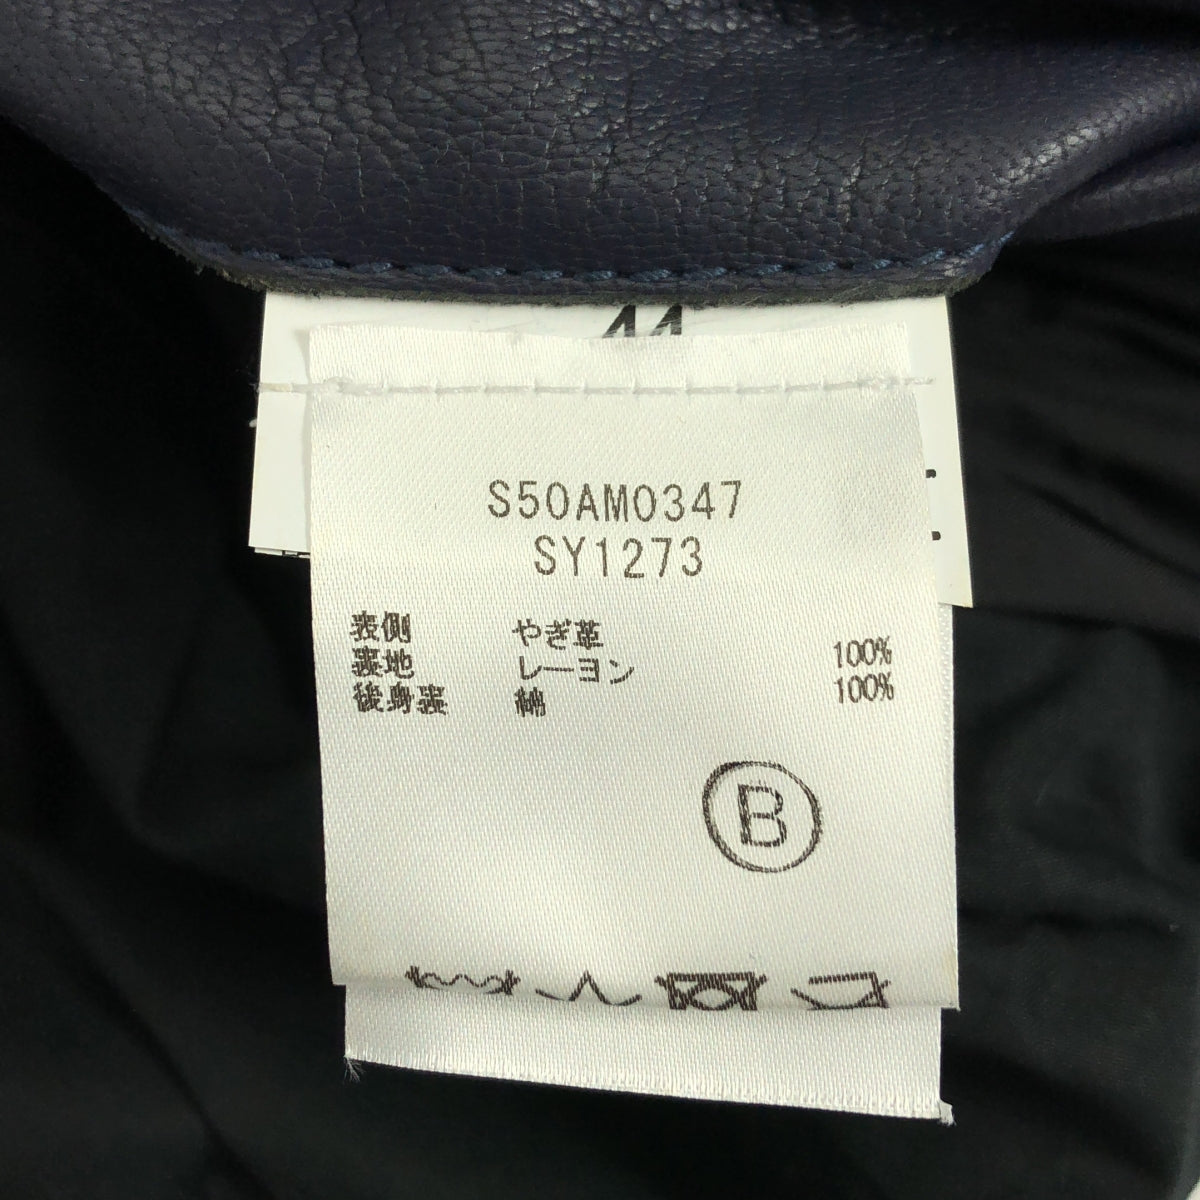 44
S50AM0347
SY1273
表側 やぎ革
裏地 レーヨン 100%
後身裏 綿 100%
B